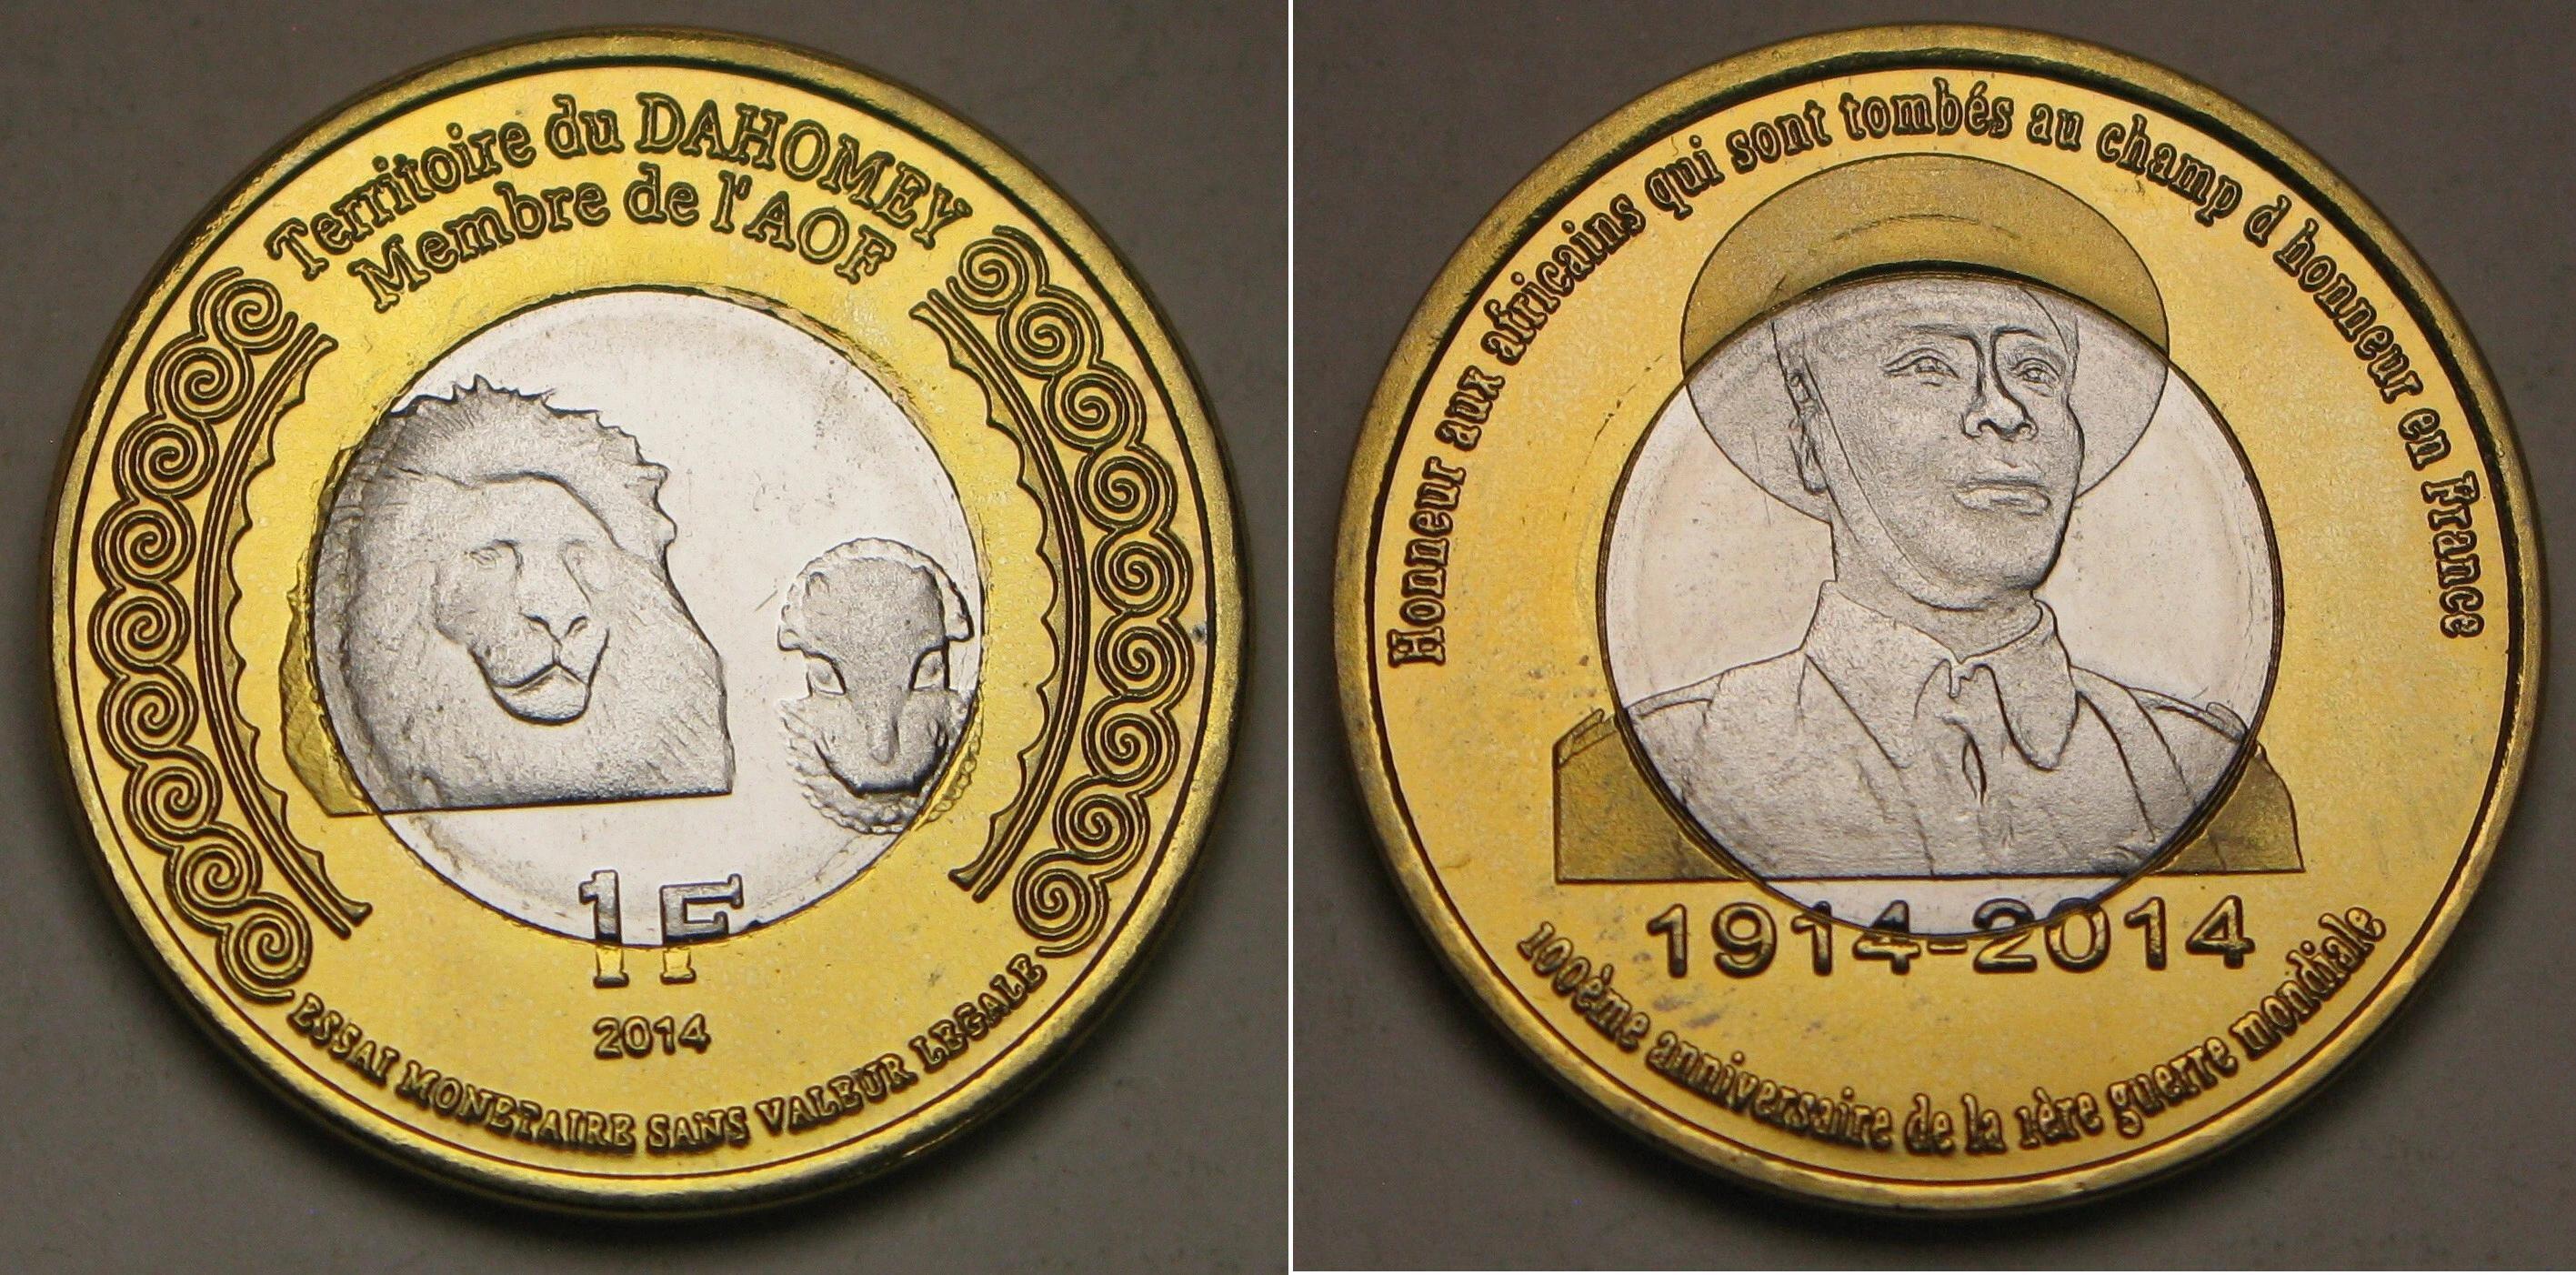 Territoire du DAHOMEY
Membre de l'AOF
1F
2014
ESSAI MONETAIRE SANS VALEUR LEGALE
Honneur aux africains qui sont tombés au champ d honneur en France
1914-2014
100ème anniversaire de la 1ère guerre mondiale